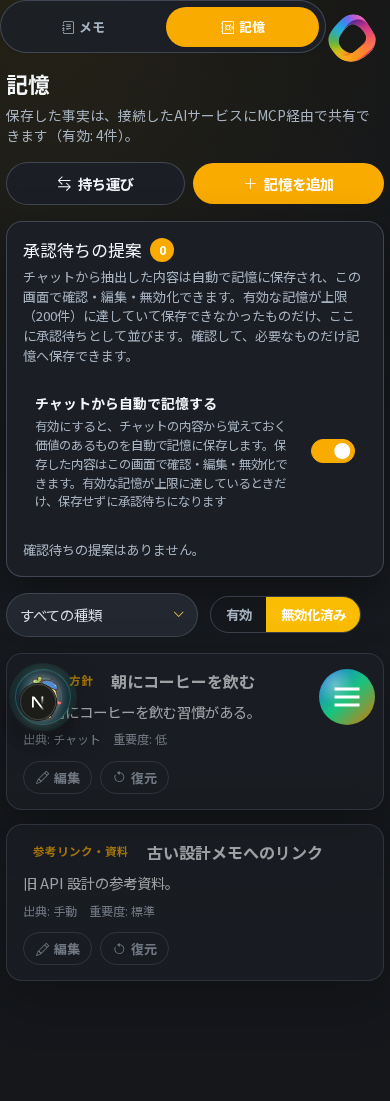 メモ
記憶
記憶
保存した事実は、接続したAIサービスにMCP経由で共有で
きます（有効: 4件）。
持ち運び
記憶を追加
承認待ちの提案 0
チャットから抽出した内容は自動で記憶に保存され、この
画面で確認・編集・無効化できます。有効な記憶が上限
（200件）に達していて保存できなかったものだけ、ここ
に承認待ちとして並びます。確認して、必要なものだけ記
憶へ保存できます。
チャットから自動で記憶する
有効にすると、チャットの内容から覚えておく
価値のあるものを自動で記憶に保存します。保
存した内容はこの画面で確認・編集・無効化で
きます。有効な記憶が上限に達しているときだ
け、保存せずに承認待ちになります
確認待ちの提案はありません。
すべての種類
有効
無効化済み
方針 朝にコーヒーを飲む
にコーヒーを飲む習慣がある。
出典: チャット 重要度: 低
編集
復元
参考リンク・資料 古い設計メモへのリンク
旧 API 設計の参考資料。
出典: 手動 重要度: 標準
編集
復元
N